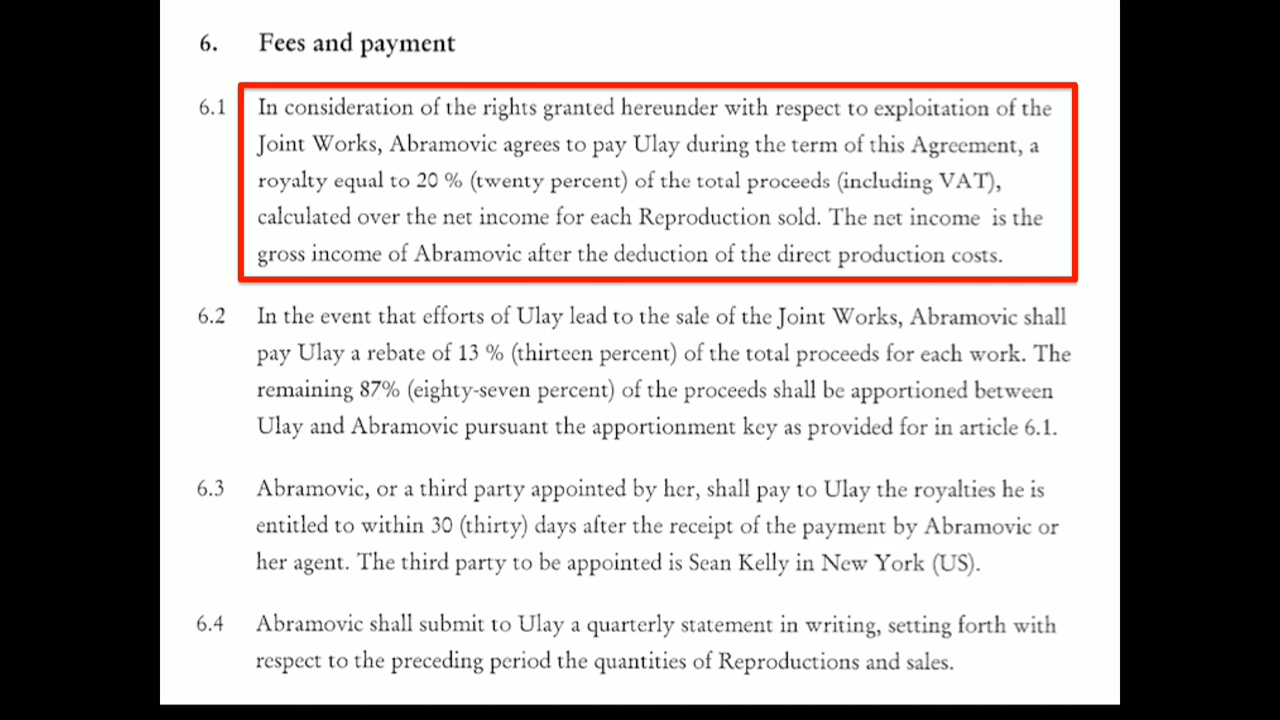 6. Fees and payment
6.1 In consideration of the rights granted hereunder with respect to exploitation of the
Joint Works, Abramovic agrees to pay Ulay during the term of this Agreement, a
royalty equal to 20 % (twenty percent) of the total proceeds (including VAT),
calculated over the net income for each Reproduction sold. The net income is the
gross income of Abramovic after the deduction of the direct production costs.
6.2 In the event that efforts of Ulay lead to the sale of the Joint Works, Abramovic shall
pay Ulay a rebate of 13 % (thirteen percent) of the total proceeds for each work. The
remaining 87% (eighty-seven percent) of the proceeds shall be apportioned between
Ulay and Abramovic pursuant the apportionment key as provided for in article 6.1.
6.3 Abramovic, or a third party appointed by her, shall pay to Ulay the royalties he is
entitled to within 30 (thirty) days after the receipt of the payment by Abramovic or
her agent. The third party to be appointed is Sean Kelly in New York (US).
6.4 Abramovic shall submit to Ulay a quarterly statement in writing, setting forth with
respect to the preceding period the quantities of Reproductions and sales.